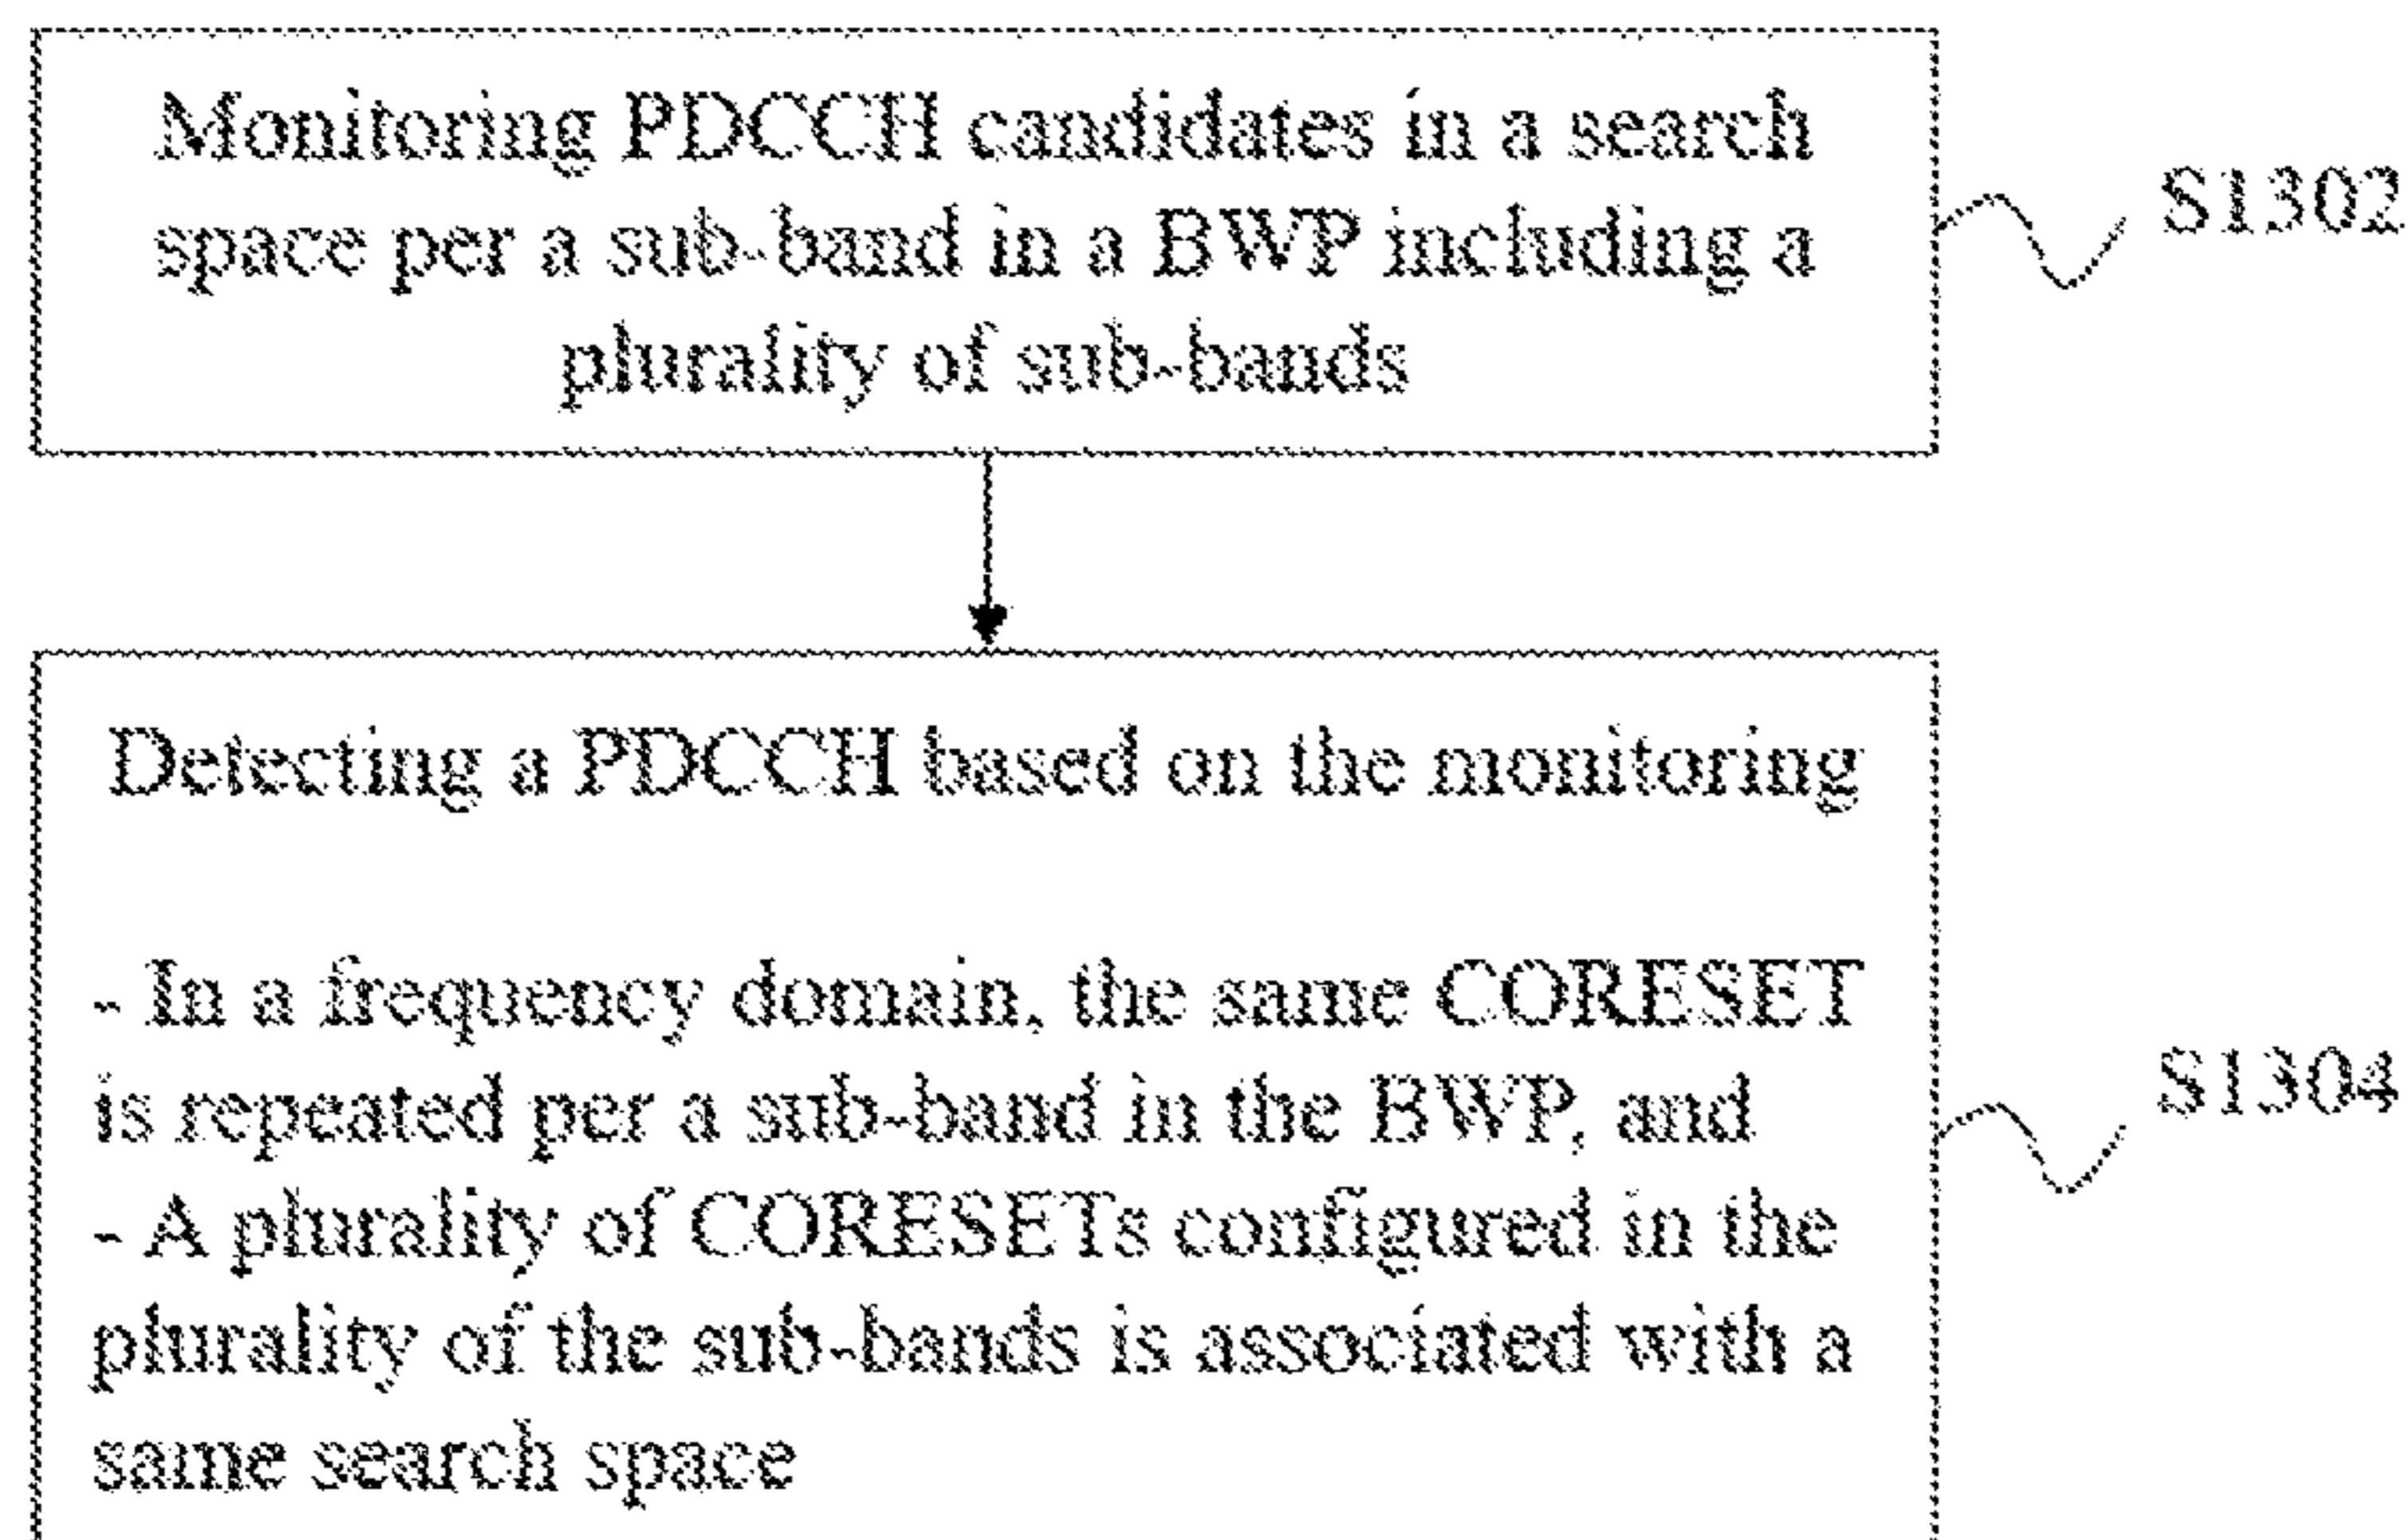 Monitoring PDCCH candidates in a search
space per a sub-band in a BWP including a
plurality of sub-bands
S1302
Detecting a PDCCH based on the monitoring
- In a frequency domain, the same CORESET
is repeated per a sub-band in the BWP, and
- A plurality of CORESETs configured in the
plurality of the sub-bands is associated with a
same search space
S1304